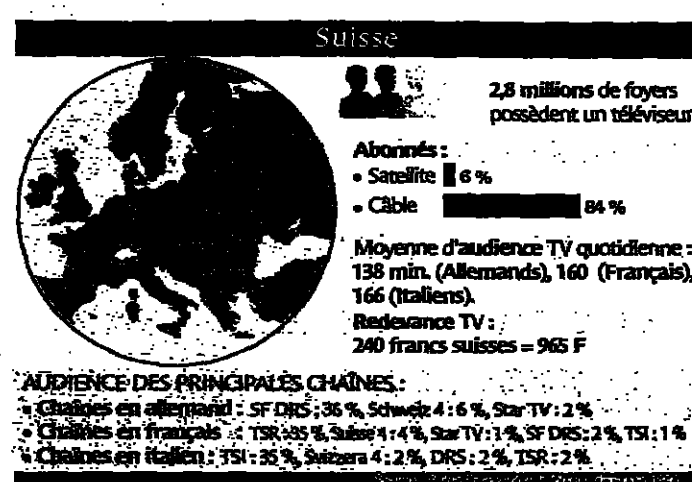 Suisse
2,8 millions de foyers
possèdent un téléviseur
Abonnés :
• Satellite 6 %
• Câble 84 %
Moyenne d'audience TV quotidienne :
138 min. (Allemands), 160 (Français),
166 (Italiens).
Redevance TV :
240 francs suisses = 965 F
AUDIENCE DES PRINCIPALES CHAÎNES :
• Chaînes en allemand : SF DRS : 36 %, Schweiz 4 : 6 %, Star TV : 2 %
• Chaînes en français : TSR : 35 %, Suisse 4 : 4 %, Star TV : 1 %, SF DRS : 2 %, TSI : 1 %
• Chaînes en italien : TSI : 35 %, Svizzera 4 : 2 %, DRS : 2 %, TSR : 2 %